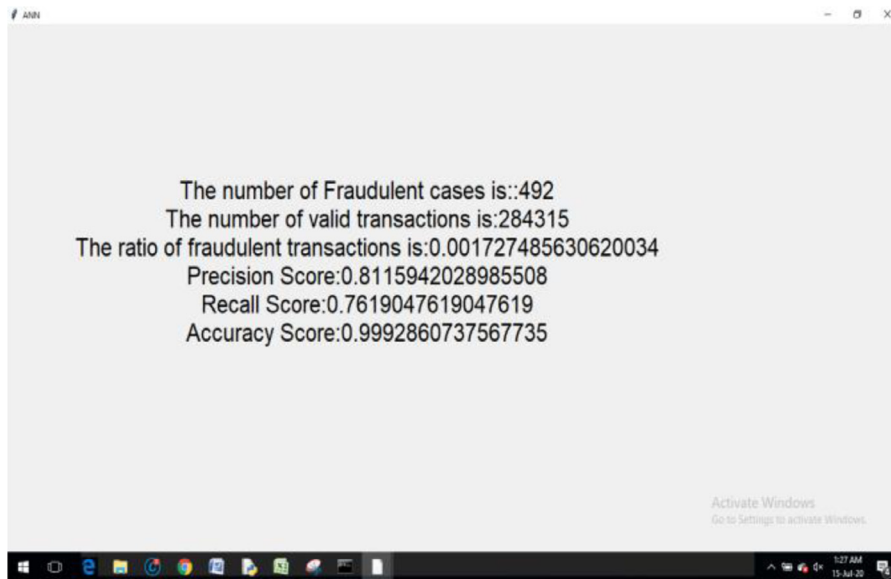 ANN
The number of Fraudulent cases is::492
The number of valid transactions is:284315
The ratio of fraudulent transactions is:0.001727485630620034
Precision Score:0.8115942028985508
Recall Score:0.7619047619047619
Accuracy Score:0.9992860737567735
Activate Windows
Go to Settings to activate Windows.
1:27 AM
15-Jul-20